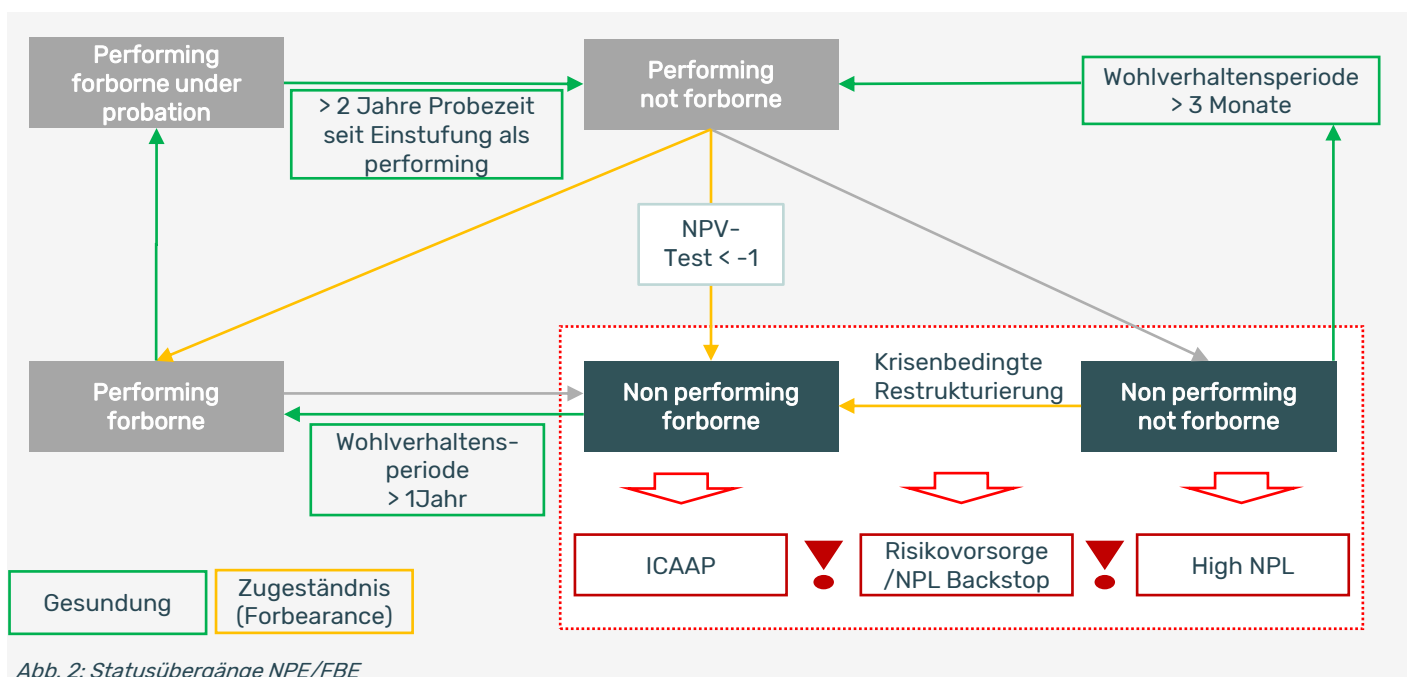 Performing
forborne under
probation
> 2 Jahre Probezeit
seit Einstufung als
performing
Performing
not forborne
Wohlverhaltensperiode
> 3 Monate
NPV-
Test < -1
Performing
forborne
Wohlverhaltens-
periode
> 1Jahr
Non performing
forborne
Krisenbedingte
Restrukturierung
Non performing
not forborne
ICAAP
Risikovorsorge
/NPL Backstop
High NPL
Gesundung
Zugeständnis
(Forbearance)
Abb. 2: Statusübergänge NPE/FBE